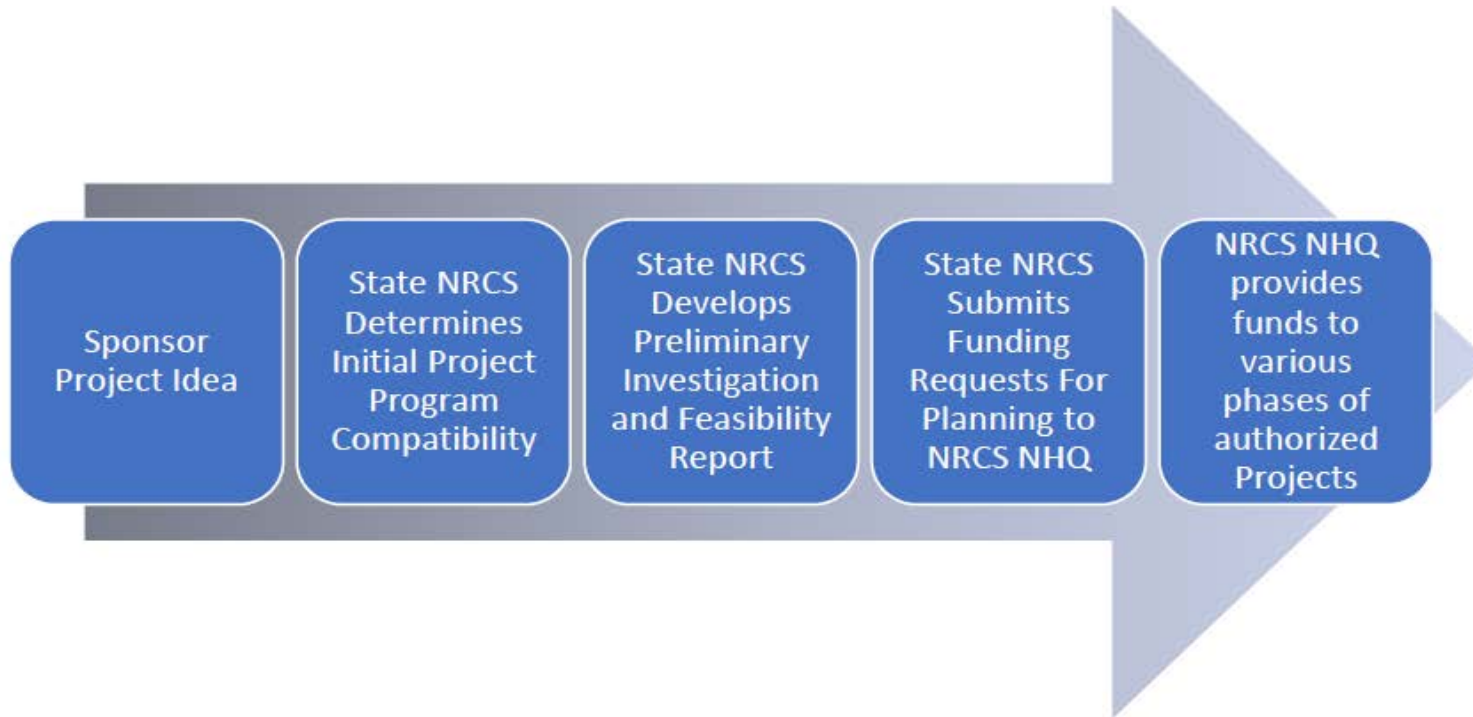 Sponsor
Project Idea
State NRCS
Determines
Initial Project
Program
Compatibility
State NRCS
Develops
Preliminary
Investigation
and Feasibility
Report
State NRCS
Submits
Funding
Requests For
Planning to
NRCS NHQ
NRCS NHQ
provides
funds to
various
phases of
authorized
Projects